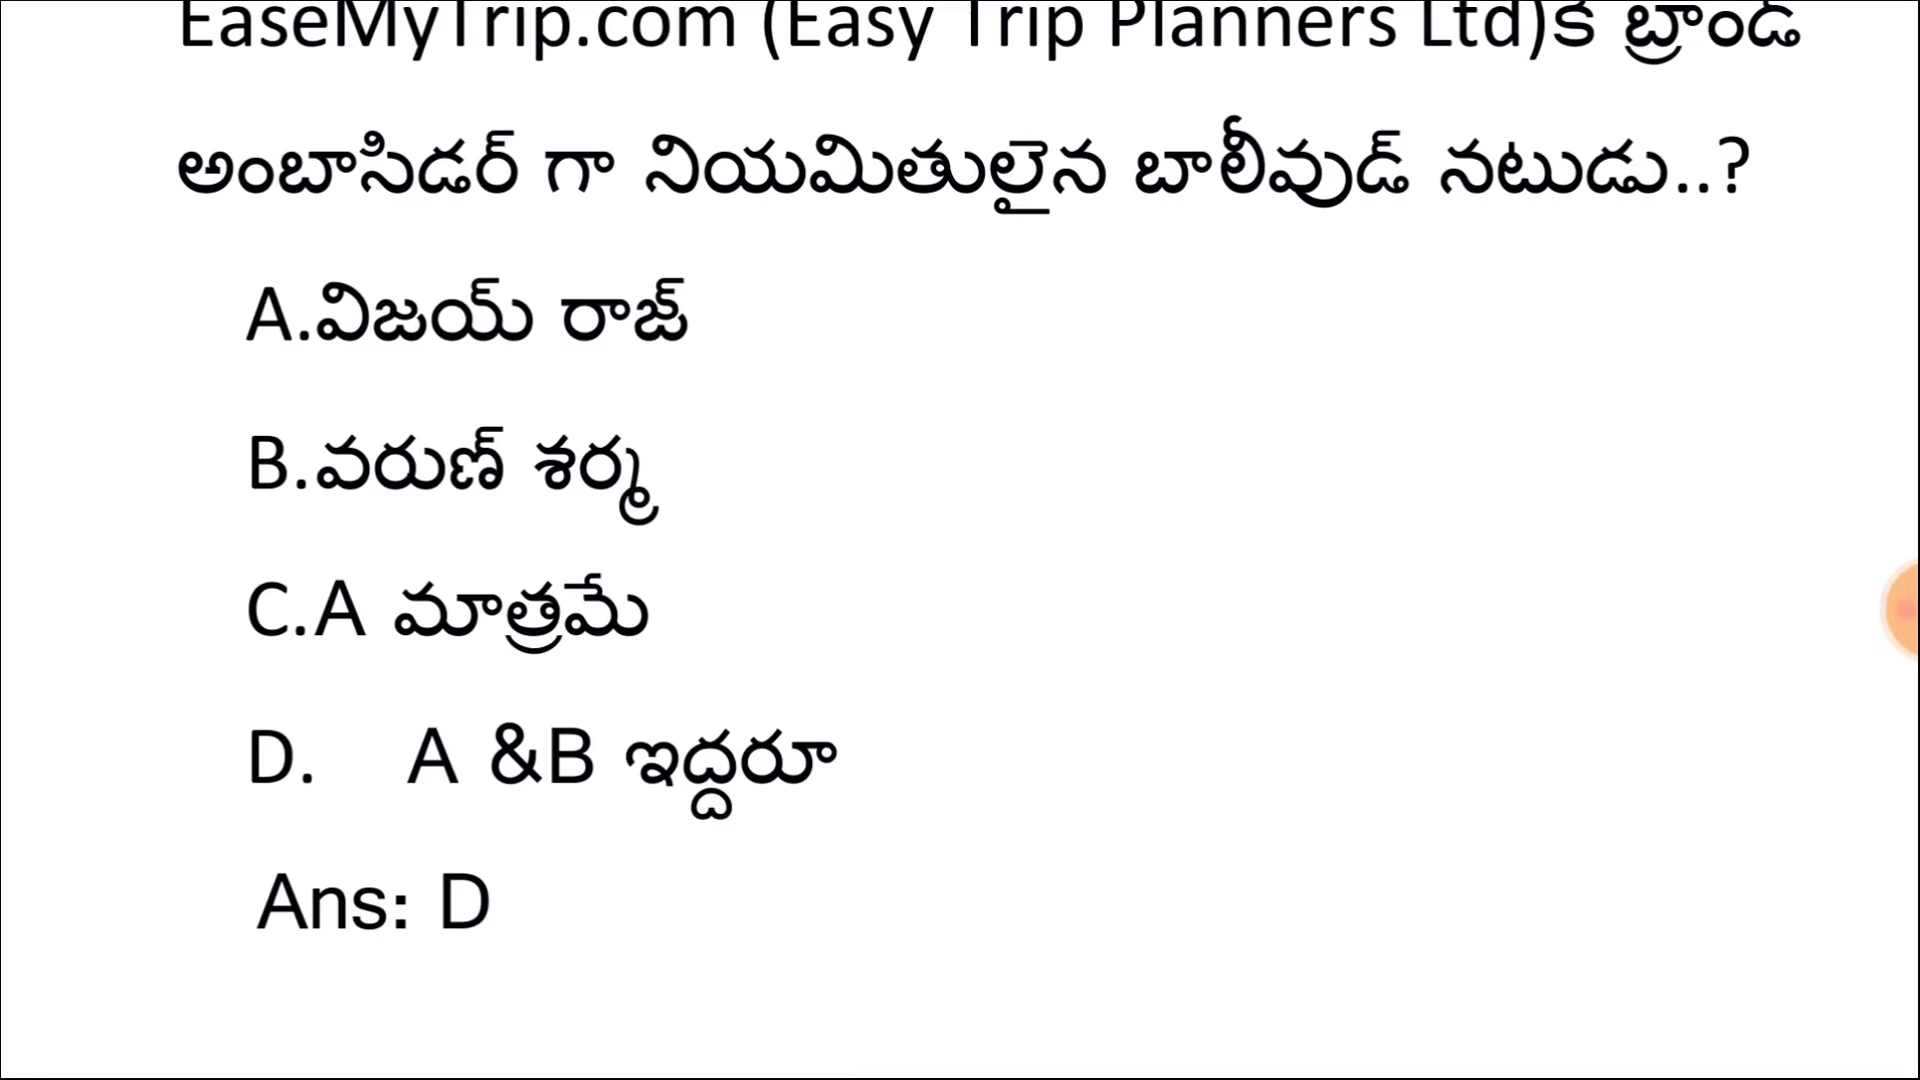 EaseMyTrip.com (Easy Trip Planners Ltd)కి బ్రాండ్
అంబాసిడర్ గా నియమితులైన బాలీవుడ్ నటుడు..?
A.విజయ్ రాజ్
B.వరుణ్ శర్మ
C.A మాత్రమే
D. A &B ఇద్దరూ
Ans: D